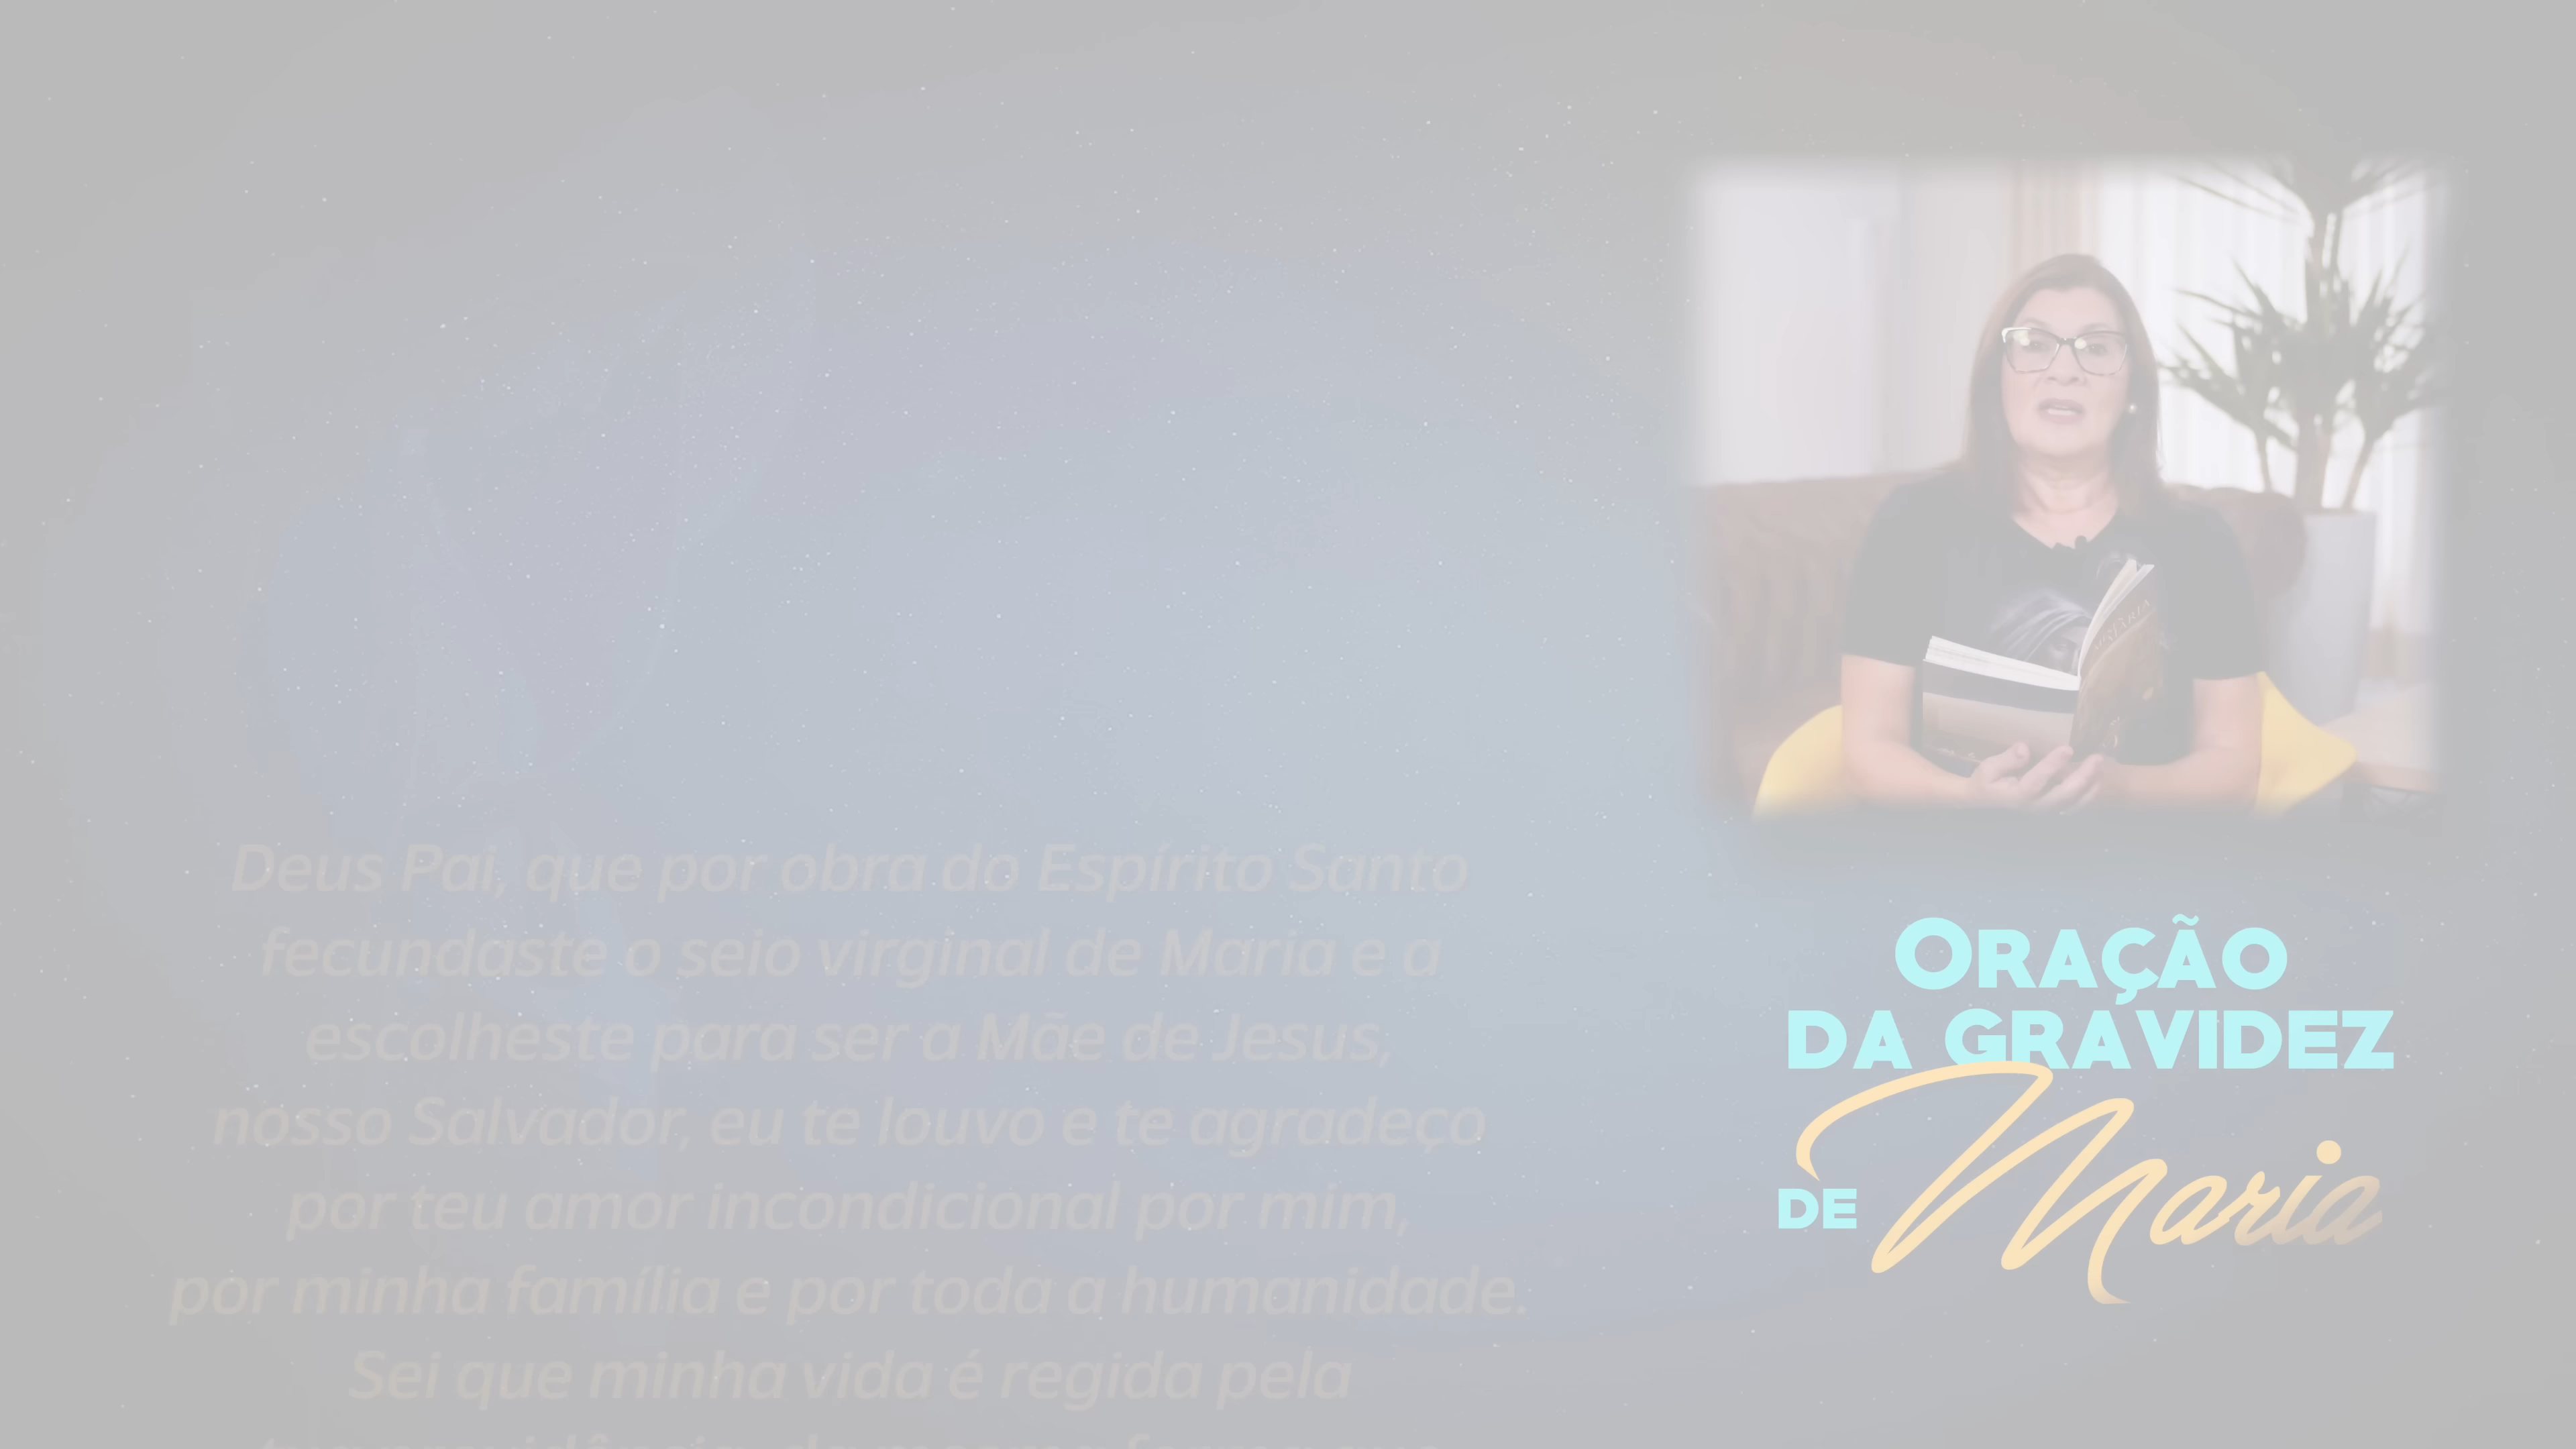 Deus Pai, que por obra do Espírito Santo
fecundaste o seio virginal de Maria e a
escolheste para ser a Mãe de Jesus,
nosso Salvador, eu te louvo e te agradeço
por teu amor incondicional por mim,
por minha família e por toda a humanidade.
Sei que minha vida é regida pela
ORAÇÃO
DA GRAVIDEZ
DE Maria